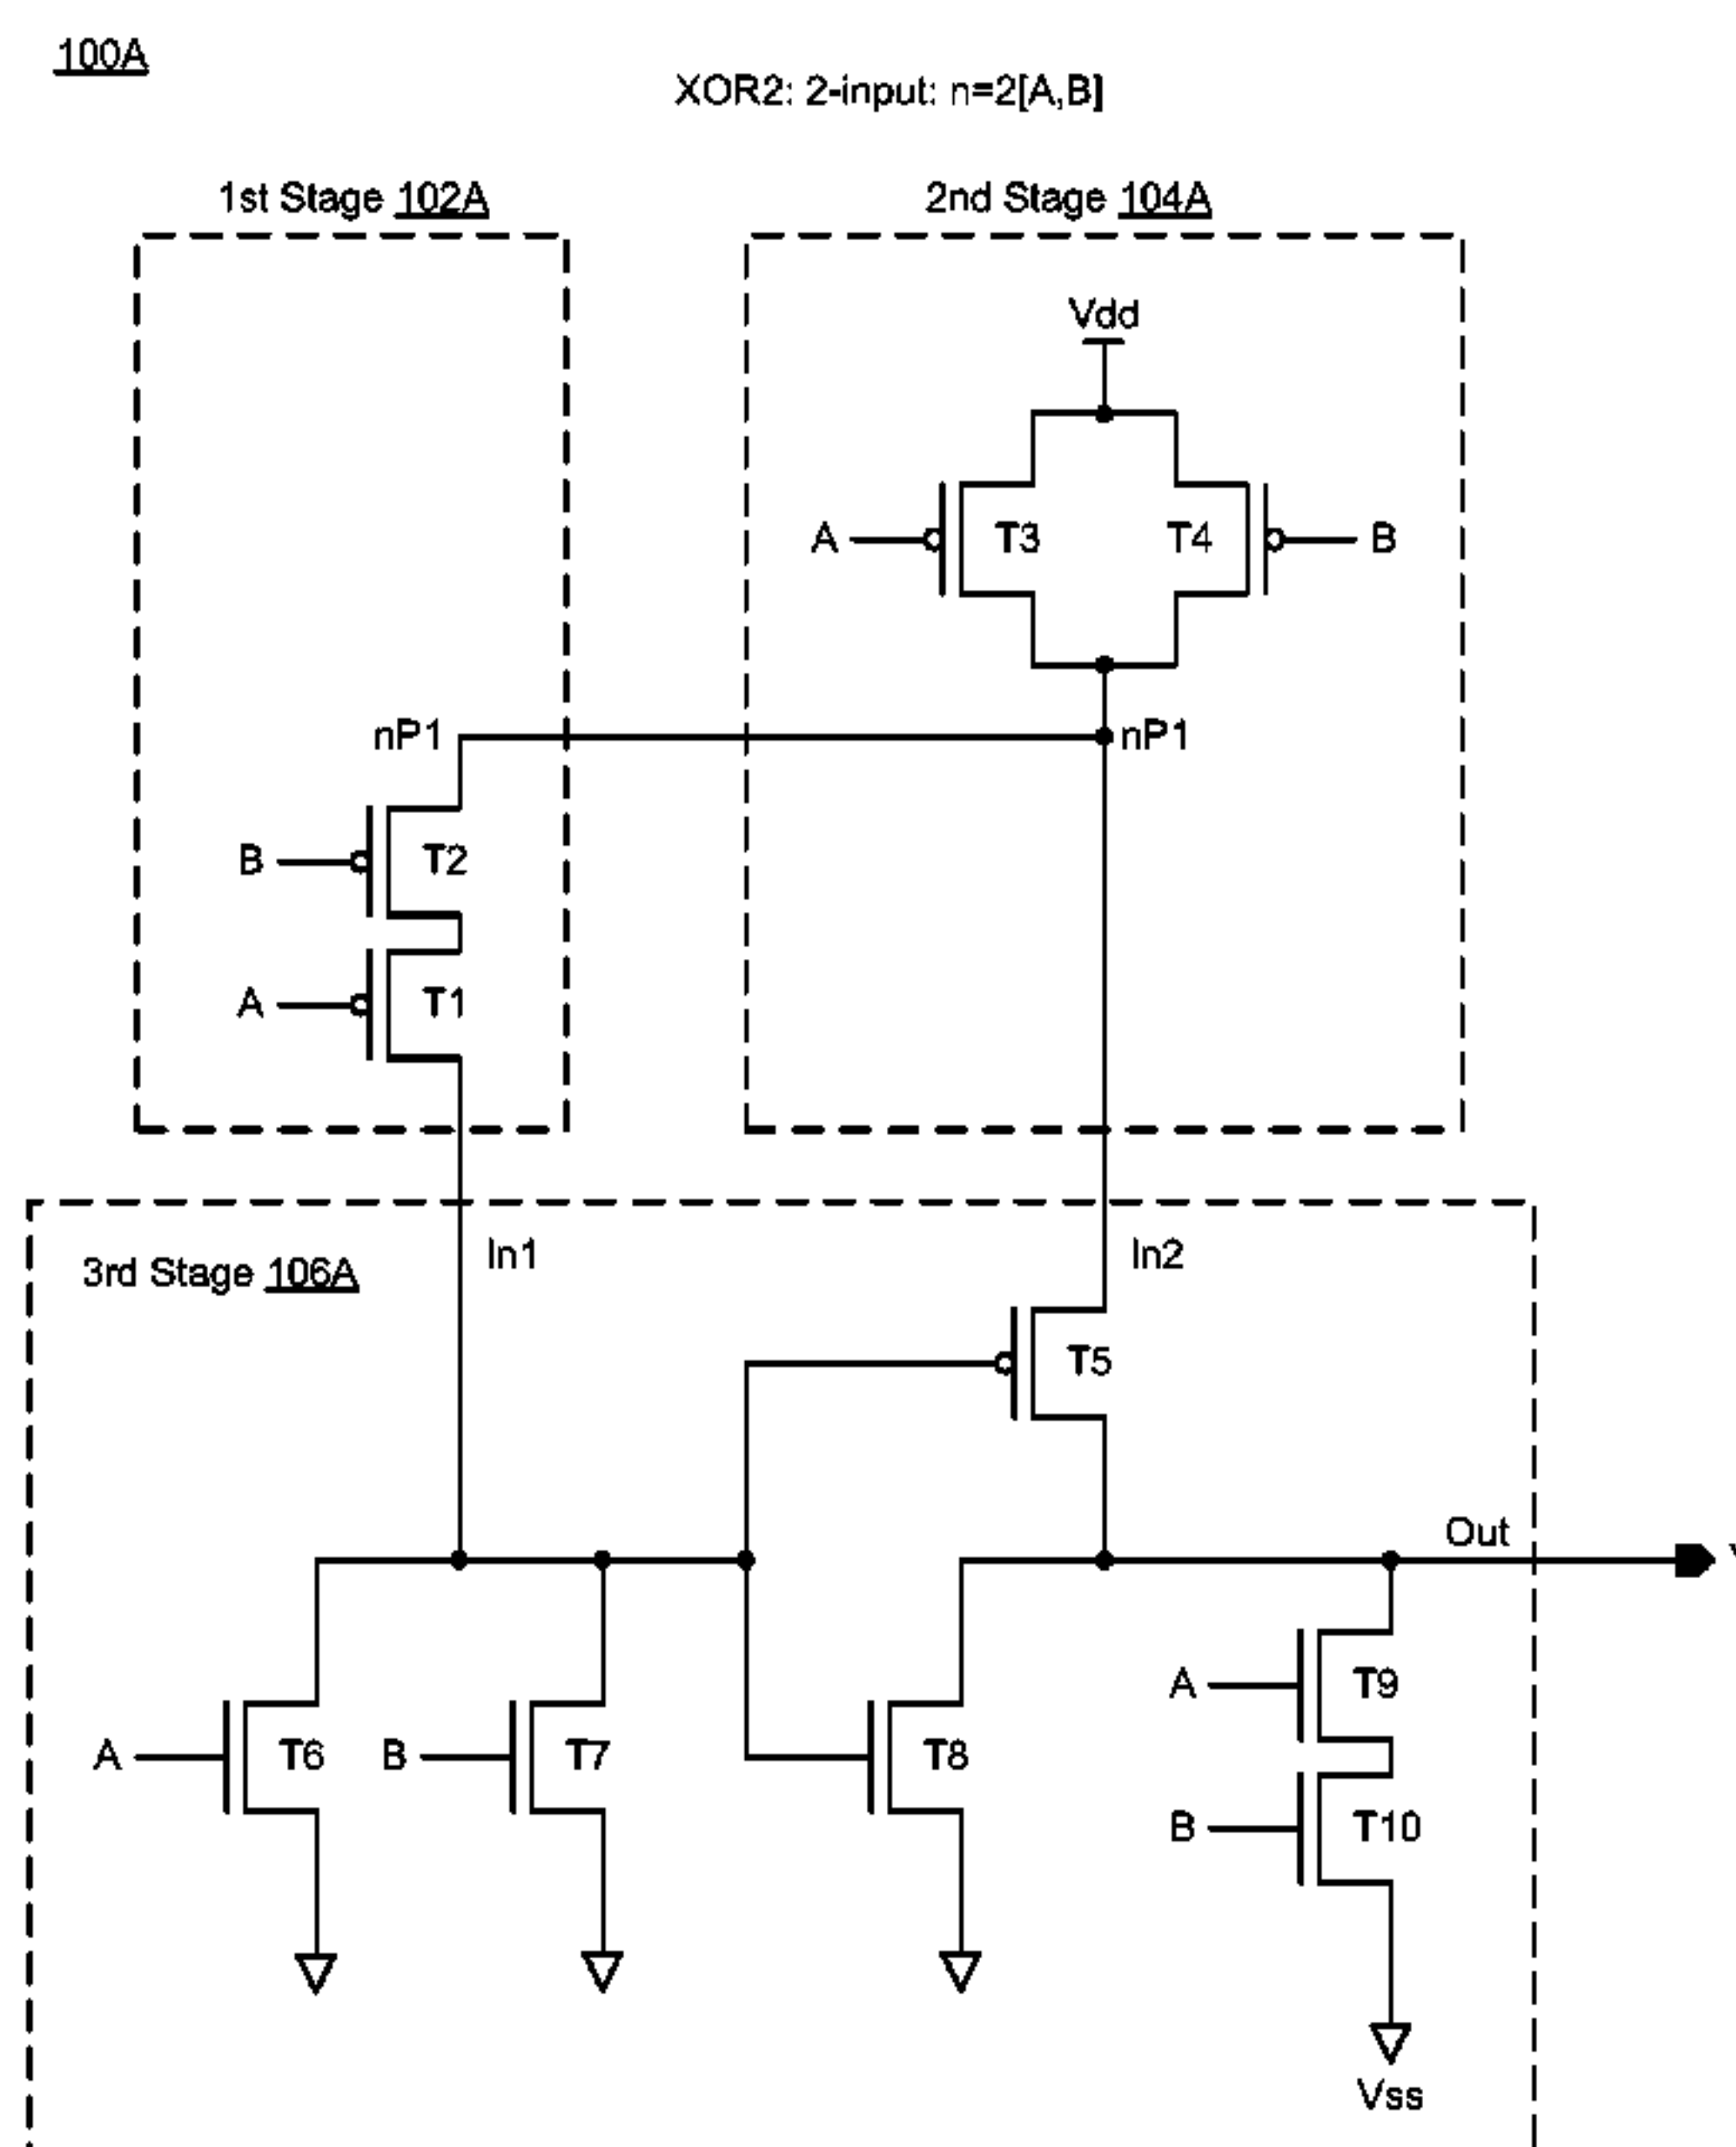 100A
XOR2: 2-input: n=2[A,B]
1st Stage 102A
2nd Stage 104A
Vdd
A
T3
T4
B
nP1
nP1
B
T2
A
T1
In1
In2
3rd Stage 106A
T5
Out
A
T9
A
T6
B
T7
T8
B
T10
Vss